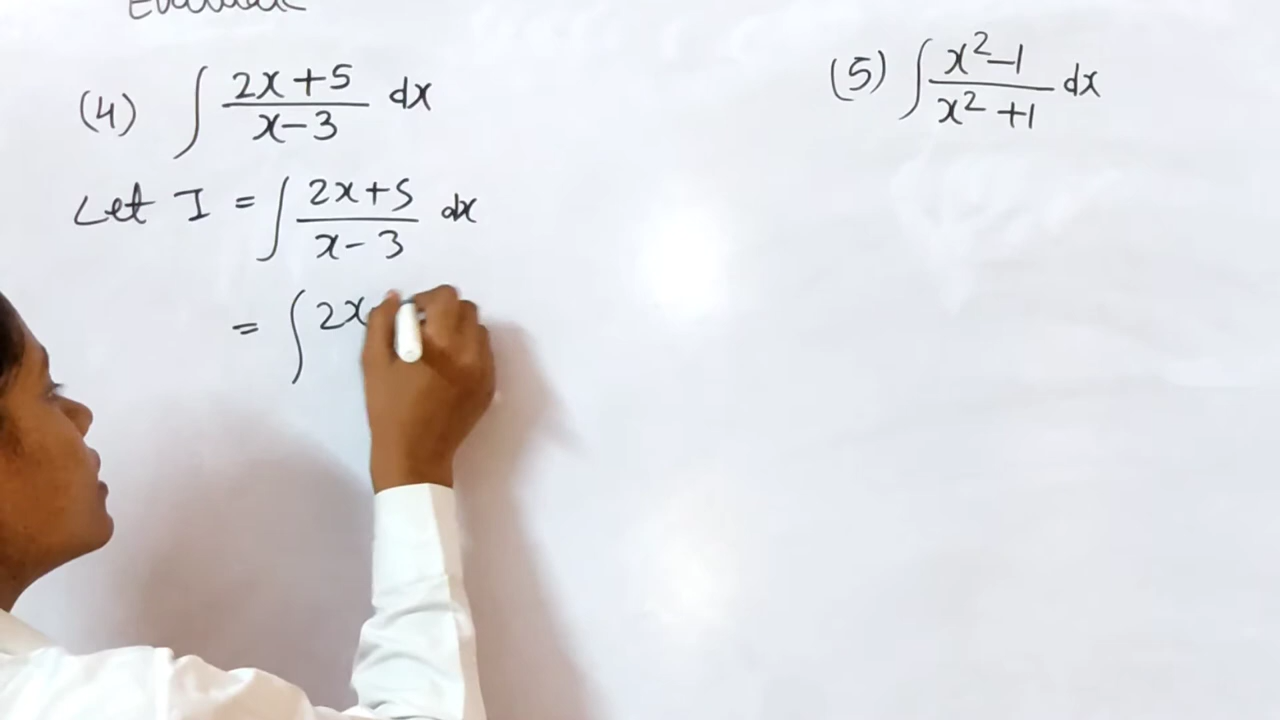 (4) ∫ (2x+5)/(x-3) dx
Let I = ∫ (2x+5)/(x-3) dx
= ∫ 2x
(5) ∫ (x²-1)/(x²+1) dx